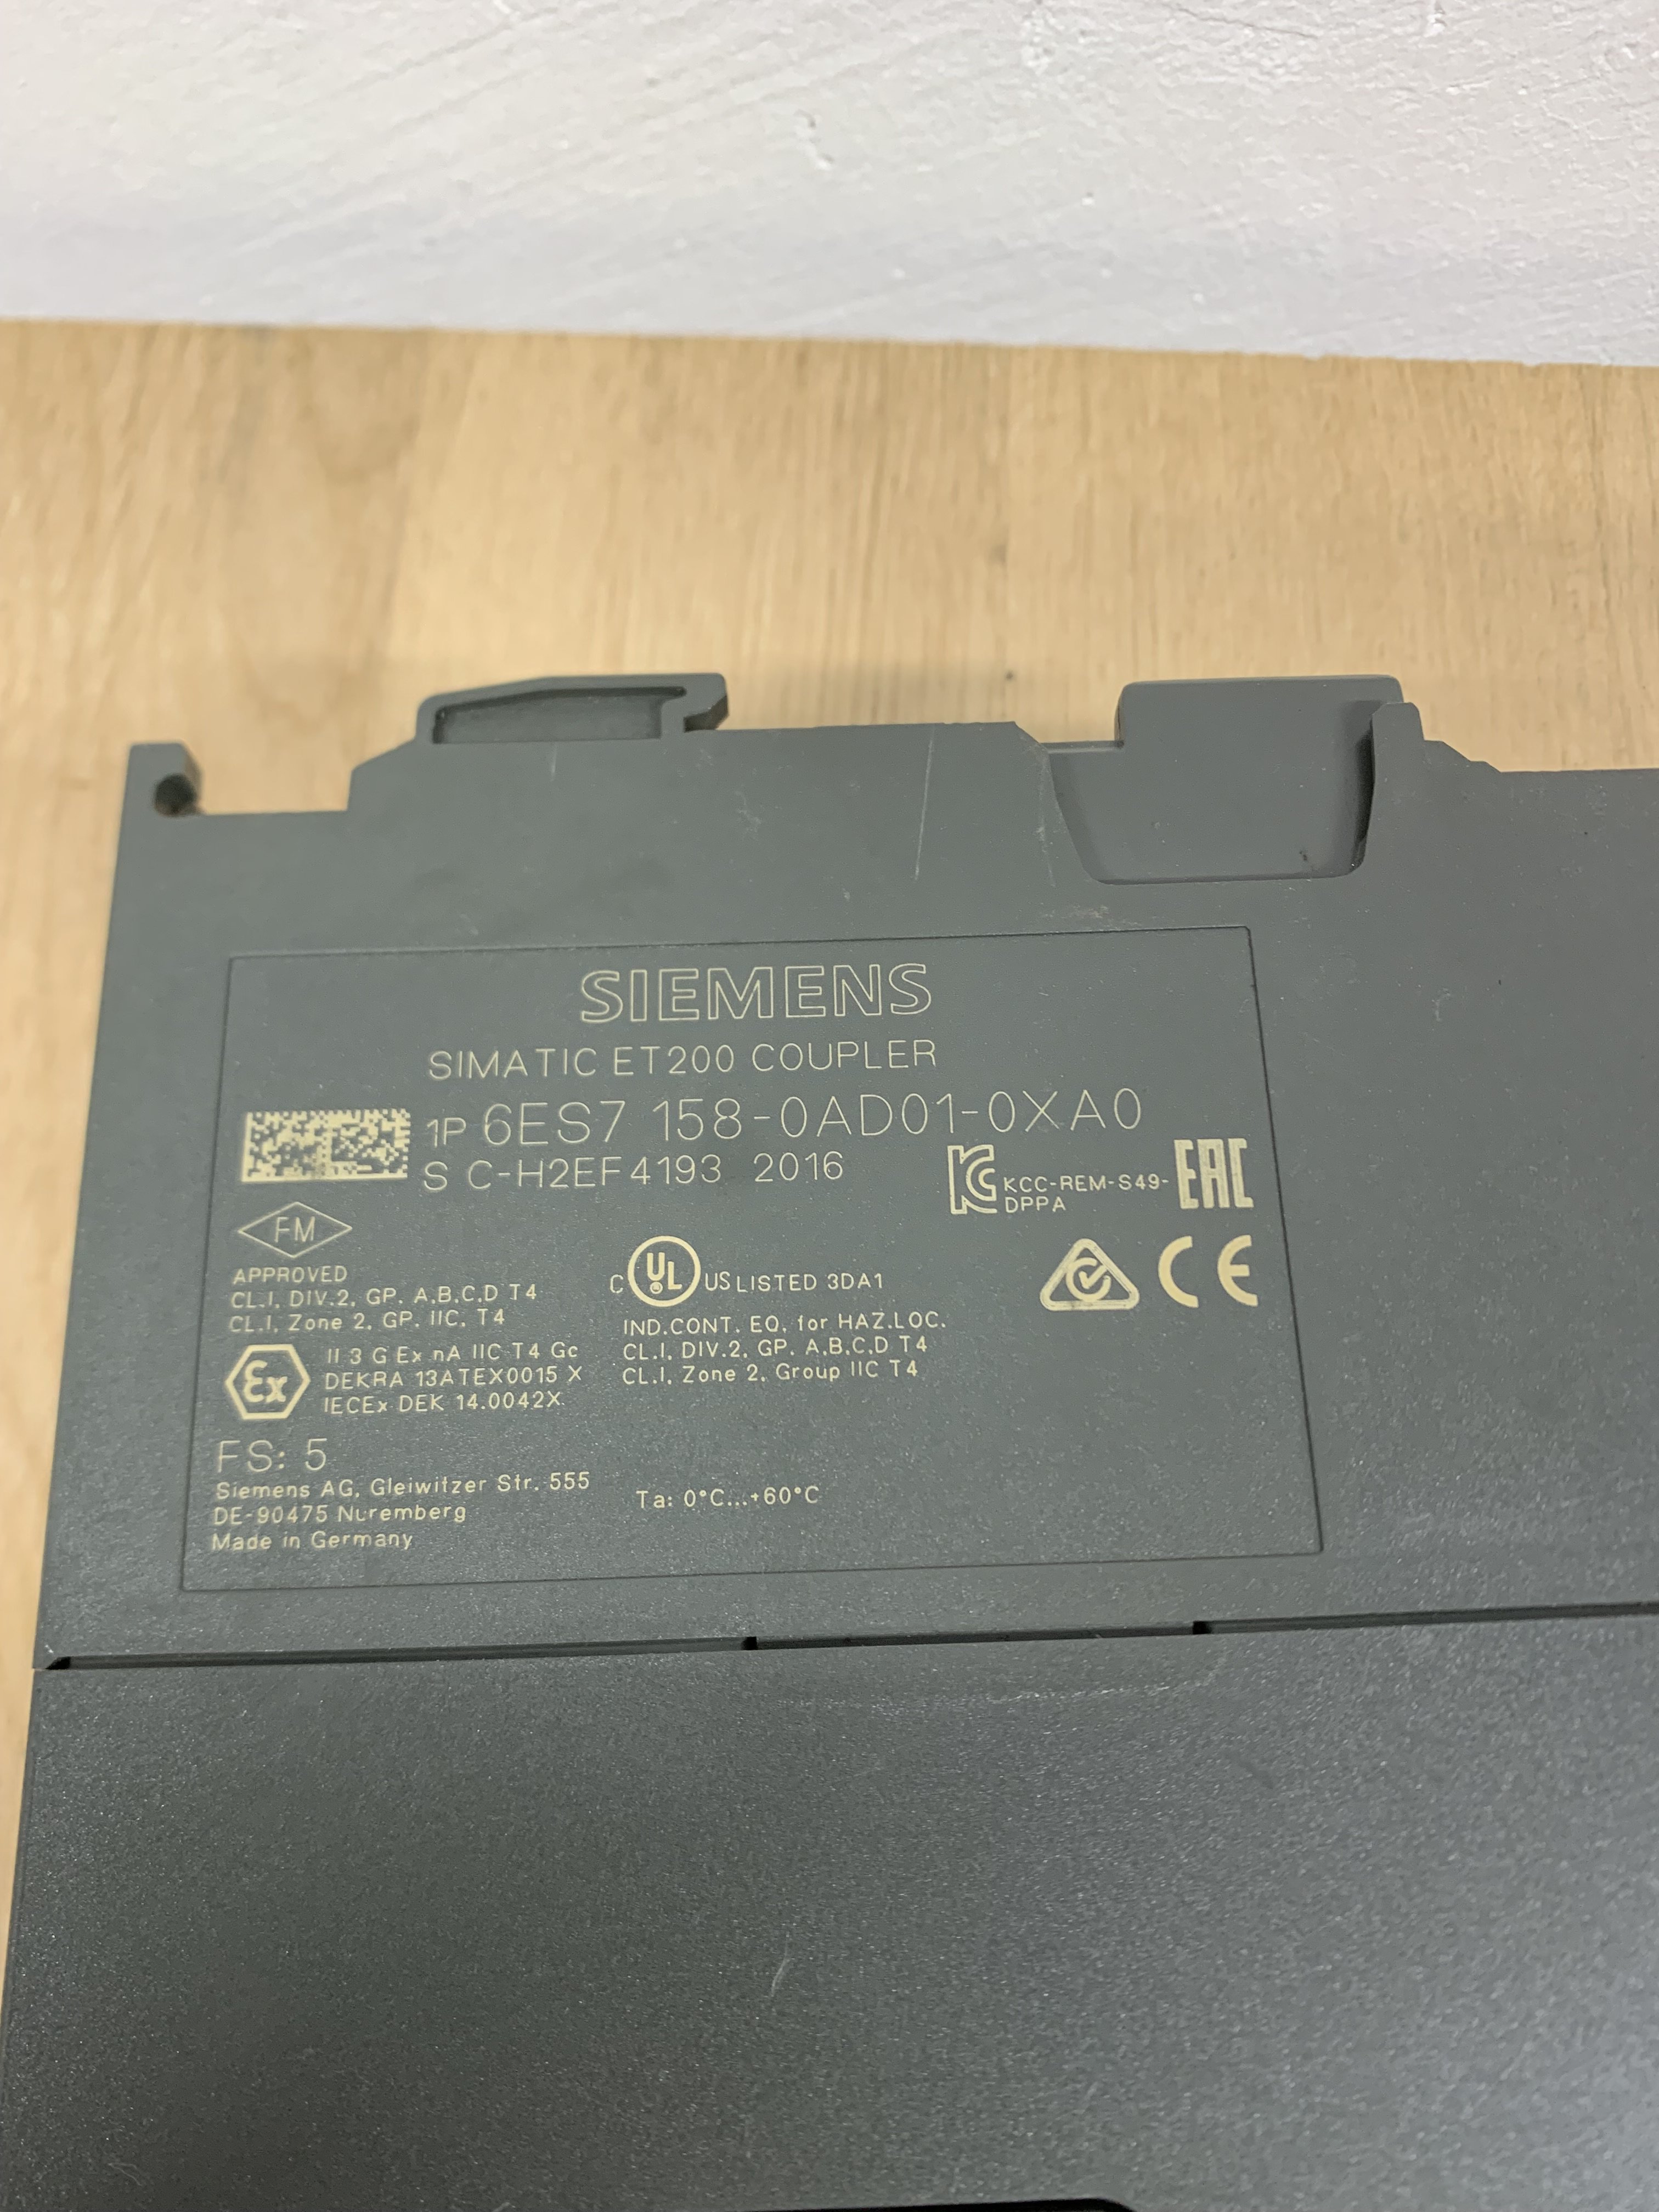 SIEMENS
SIMATIC ET200 COUPLER
1P 6ES7 158-0AD01-0XA0
S C-H2EF4193 2016
KCC-REM-S49-
DPPA
EAC
FM
APPROVED
CL.I, DIV.2, GP. A,B,C,D T4
CL.I, Zone 2, GP. IIC, T4
C UL US LISTED 3DA1
IND.CONT. EQ. for HAZ.LOC.
CL.I, DIV.2, GP. A,B,C,D T4
CL.I, Zone 2, Group IIC T4
CE
Ex
II 3 G Ex nA IIC T4 Gc
DEKRA 13ATEX0015 X
IECEx DEK 14.0042X
FS: 5
Siemens AG, Gleiwitzer Str. 555
DE-90475 Nuremberg
Made in Germany
Ta: 0°C...+60°C